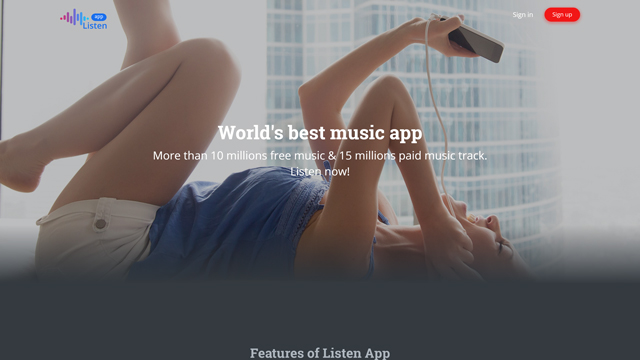 app
Listen
Sign in
Sign up
World's best music app
More than 10 millions free music & 15 millions paid music track.
Listen now!
Features of Listen App